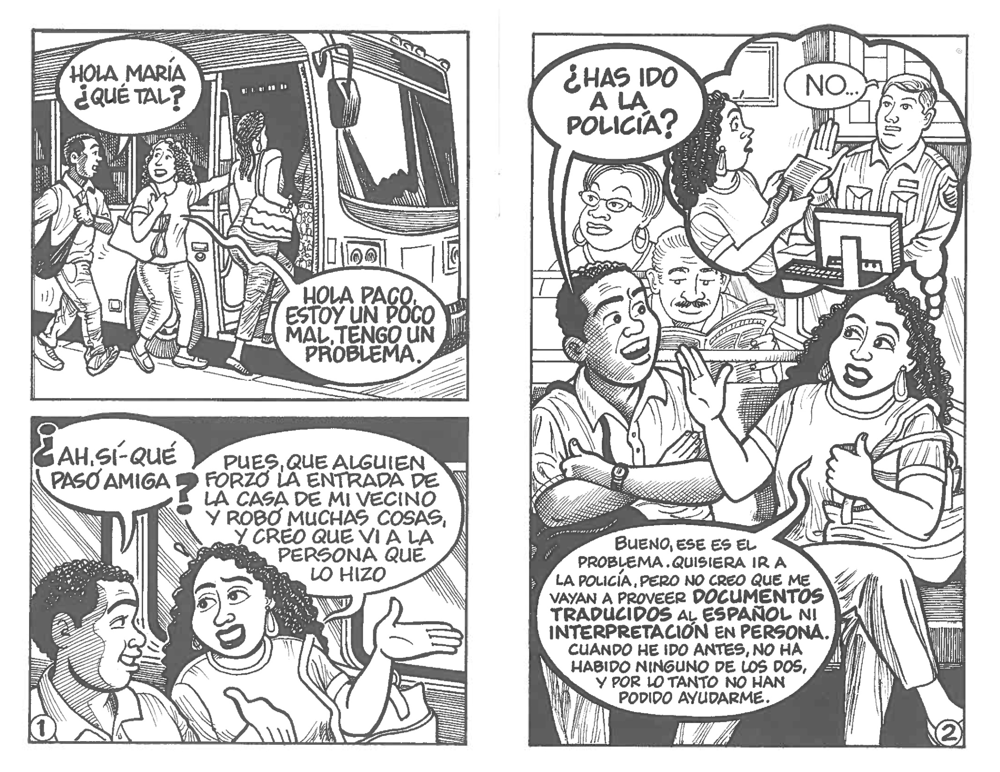 HOLA MARÍA
¿QUÉ TAL?
HOLA PACO,
ESTOY UN POCO
MAL, TENGO UN
PROBLEMA.
¿AH, SÍ-QUÉ
PASÓ AMIGA?
PUES, QUE ALGUIEN
FORZÓ LA ENTRADA DE
LA CASA DE MI VECINO
Y ROBÓ MUCHAS COSAS,
Y CREO QUE VI A LA
PERSONA QUE
LO HIZO
1
¿HAS IDO
A LA
POLICÍA?
NO...
BUENO, ESE ES EL
PROBLEMA. QUISIERA IR A
LA POLICÍA, PERO NO CREO QUE ME
VAYAN A PROVEER DOCUMENTOS
TRADUCIDOS AL ESPAÑOL NI
INTERPRETACIÓN EN PERSONA.
CUANDO HE IDO ANTES, NO HA
HABIDO NINGUNO DE LOS DOS,
Y POR LO TANTO NO HAN
PODIDO AYUDARME.
2